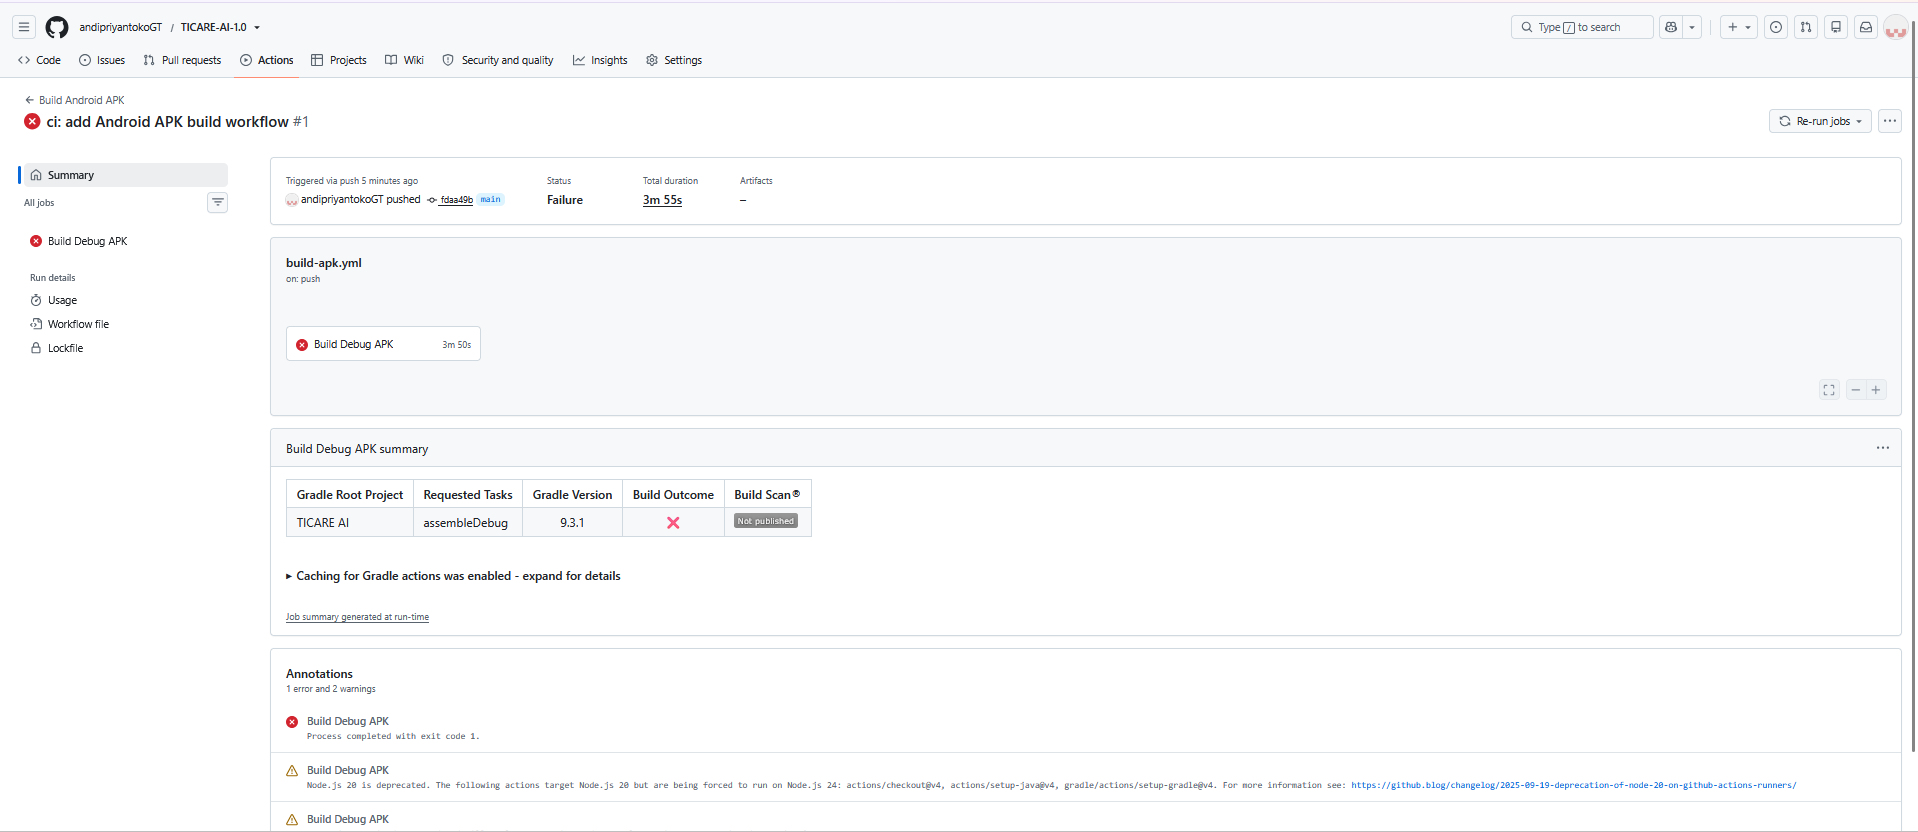 andipriyantokoGT / TICARE-AI-1.0
Type / to search
Code
Issues
Pull requests
Actions
Projects
Wiki
Security and quality
Insights
Settings
Build Android APK
ci: add Android APK build workflow #1
Re-run jobs
Summary
All jobs
Build Debug APK
Run details
Usage
Workflow file
Lockfile
Triggered via push 5 minutes ago
andipriyantokoGT pushed fdaa49b main
Status
Failure
Total duration
3m 55s
Artifacts
–
build-apk.yml
on: push
Build Debug APK 3m 50s
Build Debug APK summary
Gradle Root Project Requested Tasks Gradle Version Build Outcome Build Scan®
TICARE AI assembleDebug 9.3.1 ❌ Not published
Caching for Gradle actions was enabled - expand for details
Job summary generated at run-time
Annotations
1 error and 2 warnings
Build Debug APK
Process completed with exit code 1.
Build Debug APK
Node.js 20 is deprecated. The following actions target Node.js 20 but are being forced to run on Node.js 24: actions/checkout@v4, actions/setup-java@v4, gradle/actions/setup-gradle@v4. For more information see: https://github.blog/changelog/2025-09-19-deprecation-of-node-20-on-github-actions-runners/
Build Debug APK